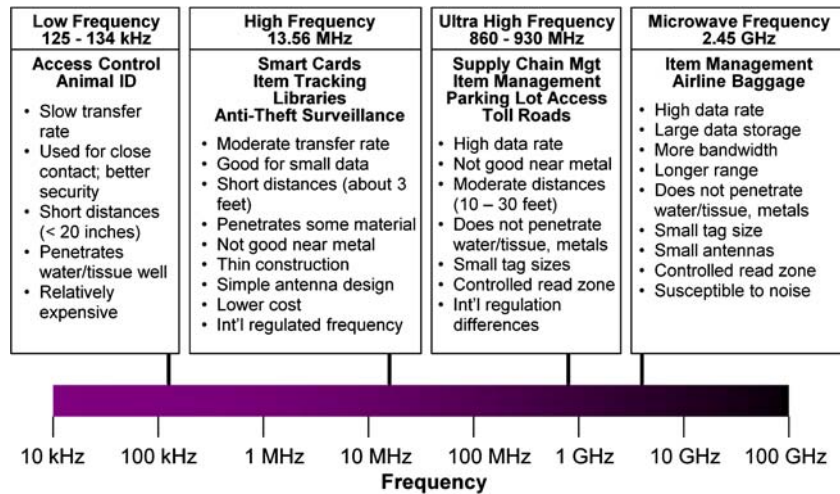 Low Frequency
125 - 134 kHz
Access Control
Animal ID
• Slow transfer
rate
• Used for close
contact; better
security
• Short distances
(< 20 inches)
• Penetrates
water/tissue well
• Relatively
expensive
High Frequency
13.56 MHz
Smart Cards
Item Tracking
Libraries
Anti-Theft Surveillance
• Moderate transfer rate
• Good for small data
• Short distances (about 3
feet)
• Penetrates some material
• Not good near metal
• Thin construction
• Simple antenna design
• Lower cost
• Int'l regulated frequency
Ultra High Frequency
860 - 930 MHz
Supply Chain Mgt
Item Management
Parking Lot Access
Toll Roads
• High data rate
• Not good near metal
• Moderate distances
(10 – 30 feet)
• Does not penetrate
water/tissue, metals
• Small tag sizes
• Controlled read zone
• Int'l regulation
differences
Microwave Frequency
2.45 GHz
Item Management
Airline Baggage
• High data rate
• Large data storage
• More bandwidth
• Longer range
• Does not penetrate
water/tissue, metals
• Small tag size
• Small antennas
• Controlled read zone
• Susceptible to noise
10 kHz 100 kHz 1 MHz 10 MHz 100 MHz 1 GHz 10 GHz 100 GHz
Frequency